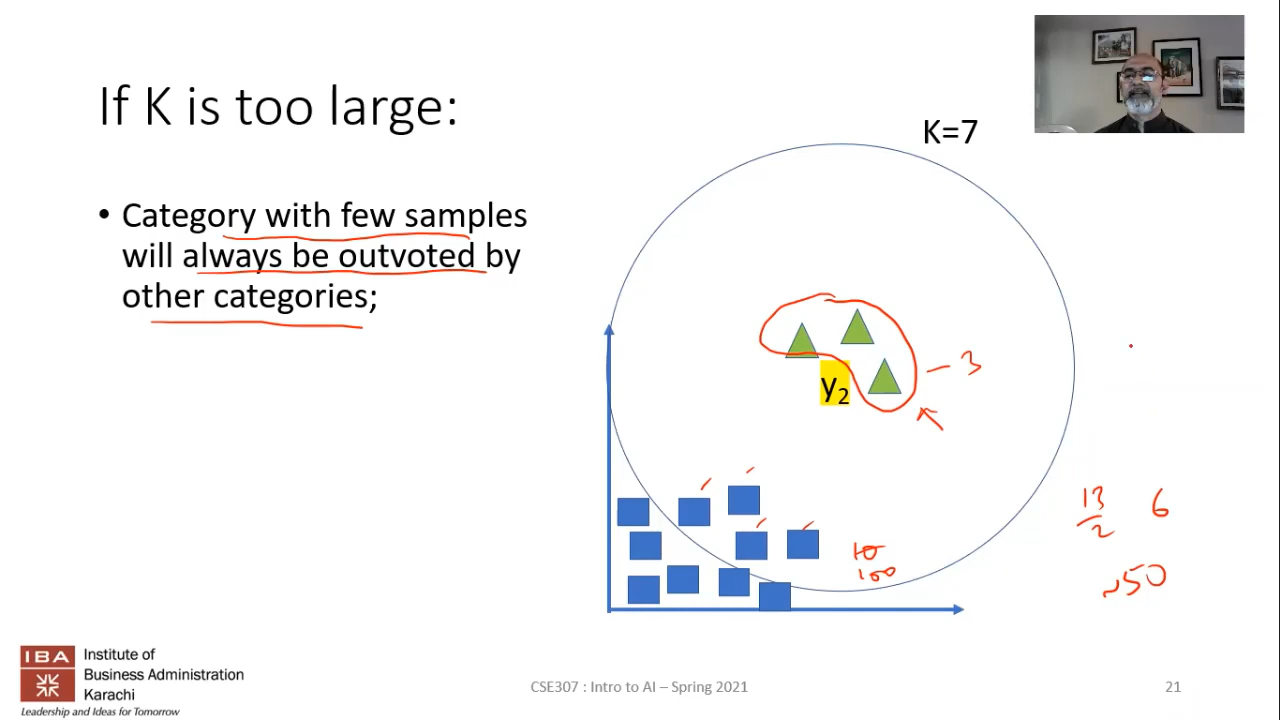 If K is too large:
K=7
• Category with few samples
will always be outvoted by
other categories;
y₂
3
13
2
6
10
100
~50
IBA
Institute of
Business Administration
Karachi
Leadership and Ideas for Tomorrow
CSE307 : Intro to AI – Spring 2021
21